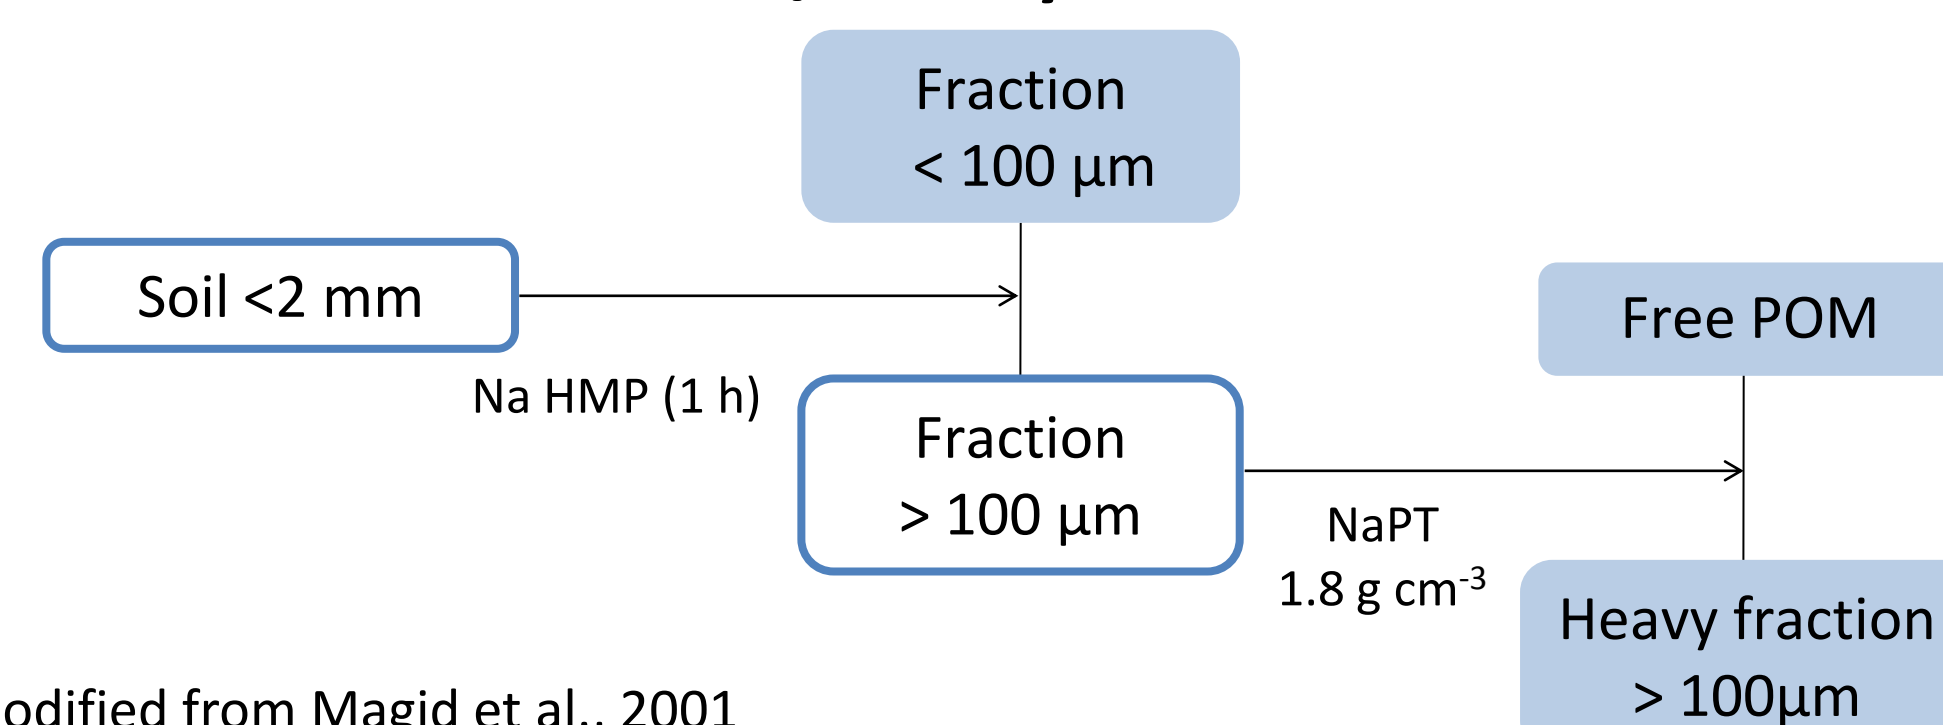 Fraction
< 100 µm
Soil <2 mm
Free POM
Na HMP (1 h)
Fraction
> 100 µm
NaPT
1.8 g cm⁻³
Heavy fraction
> 100µm
odified from Magid et al., 2001